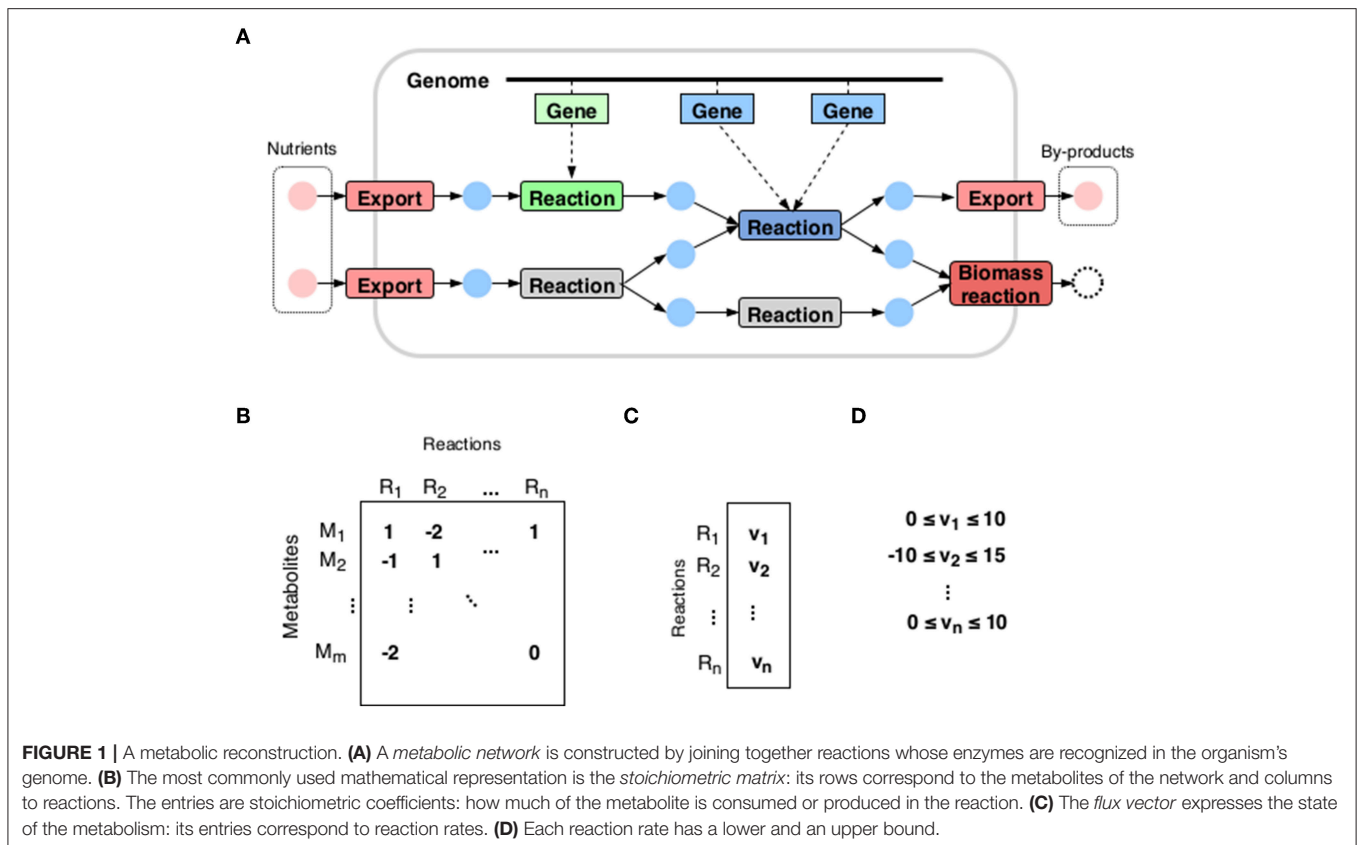 A
Genome
Gene Gene Gene
Nutrients
By-products
Export Reaction Export
Reaction
Export Reaction Biomass
reaction
Reaction
B
Reactions
R1 R2 ... Rn
Metabolites
M1 1 -2 1
...
M2 -1 1
⋮ ⋮ ⋱
Mm -2 0
C
Reactions
R1 v1
R2 v2
⋮ ⋮
Rn vn
D
0 ≤ v1 ≤ 10
-10 ≤ v2 ≤ 15
⋮
0 ≤ vn ≤ 10
FIGURE 1 | A metabolic reconstruction. (A) A metabolic network is constructed by joining together reactions whose enzymes are recognized in the organism's
genome. (B) The most commonly used mathematical representation is the stoichiometric matrix: its rows correspond to the metabolites of the network and columns
to reactions. The entries are stoichiometric coefficients: how much of the metabolite is consumed or produced in the reaction. (C) The flux vector expresses the state
of the metabolism: its entries correspond to reaction rates. (D) Each reaction rate has a lower and an upper bound.